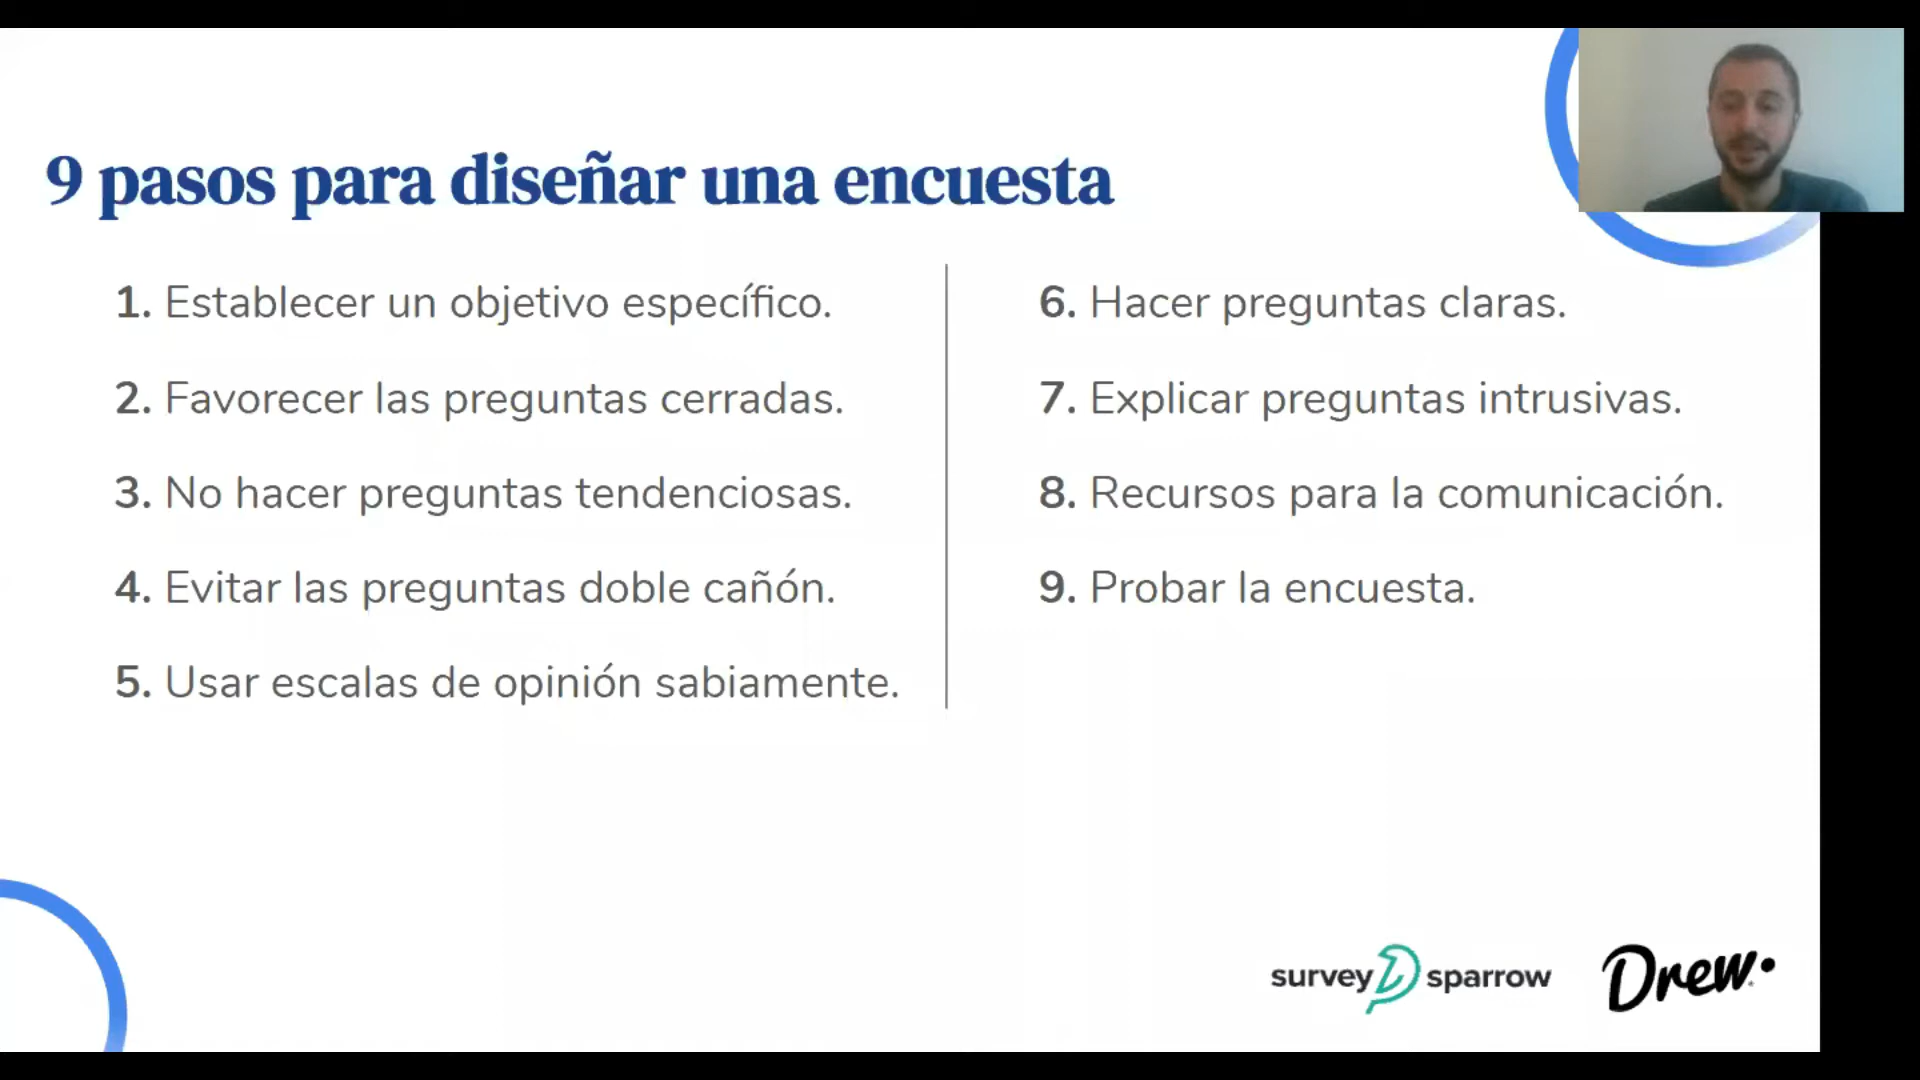 9 pasos para diseñar una encuesta
1. Establecer un objetivo específico.
2. Favorecer las preguntas cerradas.
3. No hacer preguntas tendenciosas.
4. Evitar las preguntas doble cañón.
5. Usar escalas de opinión sabiamente.
6. Hacer preguntas claras.
7. Explicar preguntas intrusivas.
8. Recursos para la comunicación.
9. Probar la encuesta.
survey sparrow
Drew